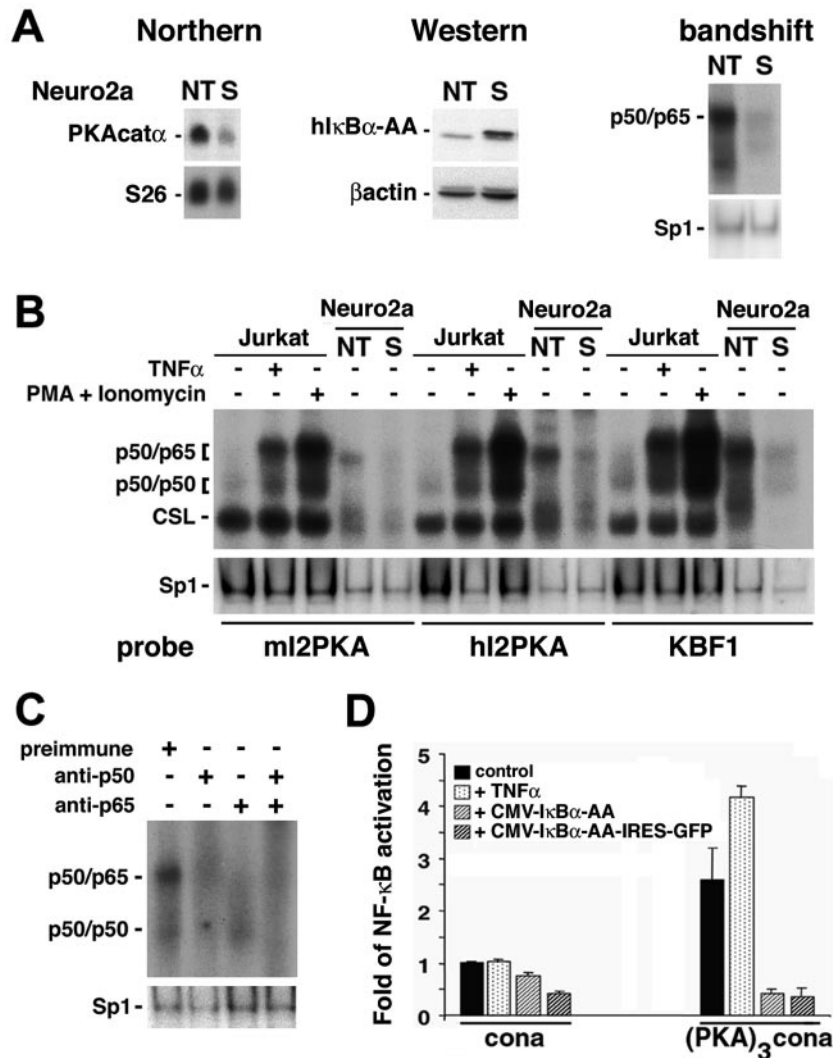 A
Northern Western bandshift
Neuro2a NT S NT S NT S
PKAcatα - hIκBα-AA - p50/p65 -
S26 - βactin - Sp1 -
B
Neuro2a Neuro2a Neuro2a
Jurkat NT S Jurkat NT S Jurkat NT S
TNFα - + - - - - + - - - - + - - -
PMA + Ionomycin - - + - - - - + - - - - + - -
p50/p65 [
p50/p50 [
CSL -
Sp1 -
probe mI2PKA hI2PKA KBF1
C
preimmune + - - -
anti-p50 - + - +
anti-p65 - - + +
p50/p65 -
p50/p50 -
Sp1 -
D
Fold of NF-κB activation
5
4
3
2
1
0
control
+ TNFα
+ CMV-IκBα-AA
+ CMV-IκBα-AA-IRES-GFP
cona (PKA)3cona